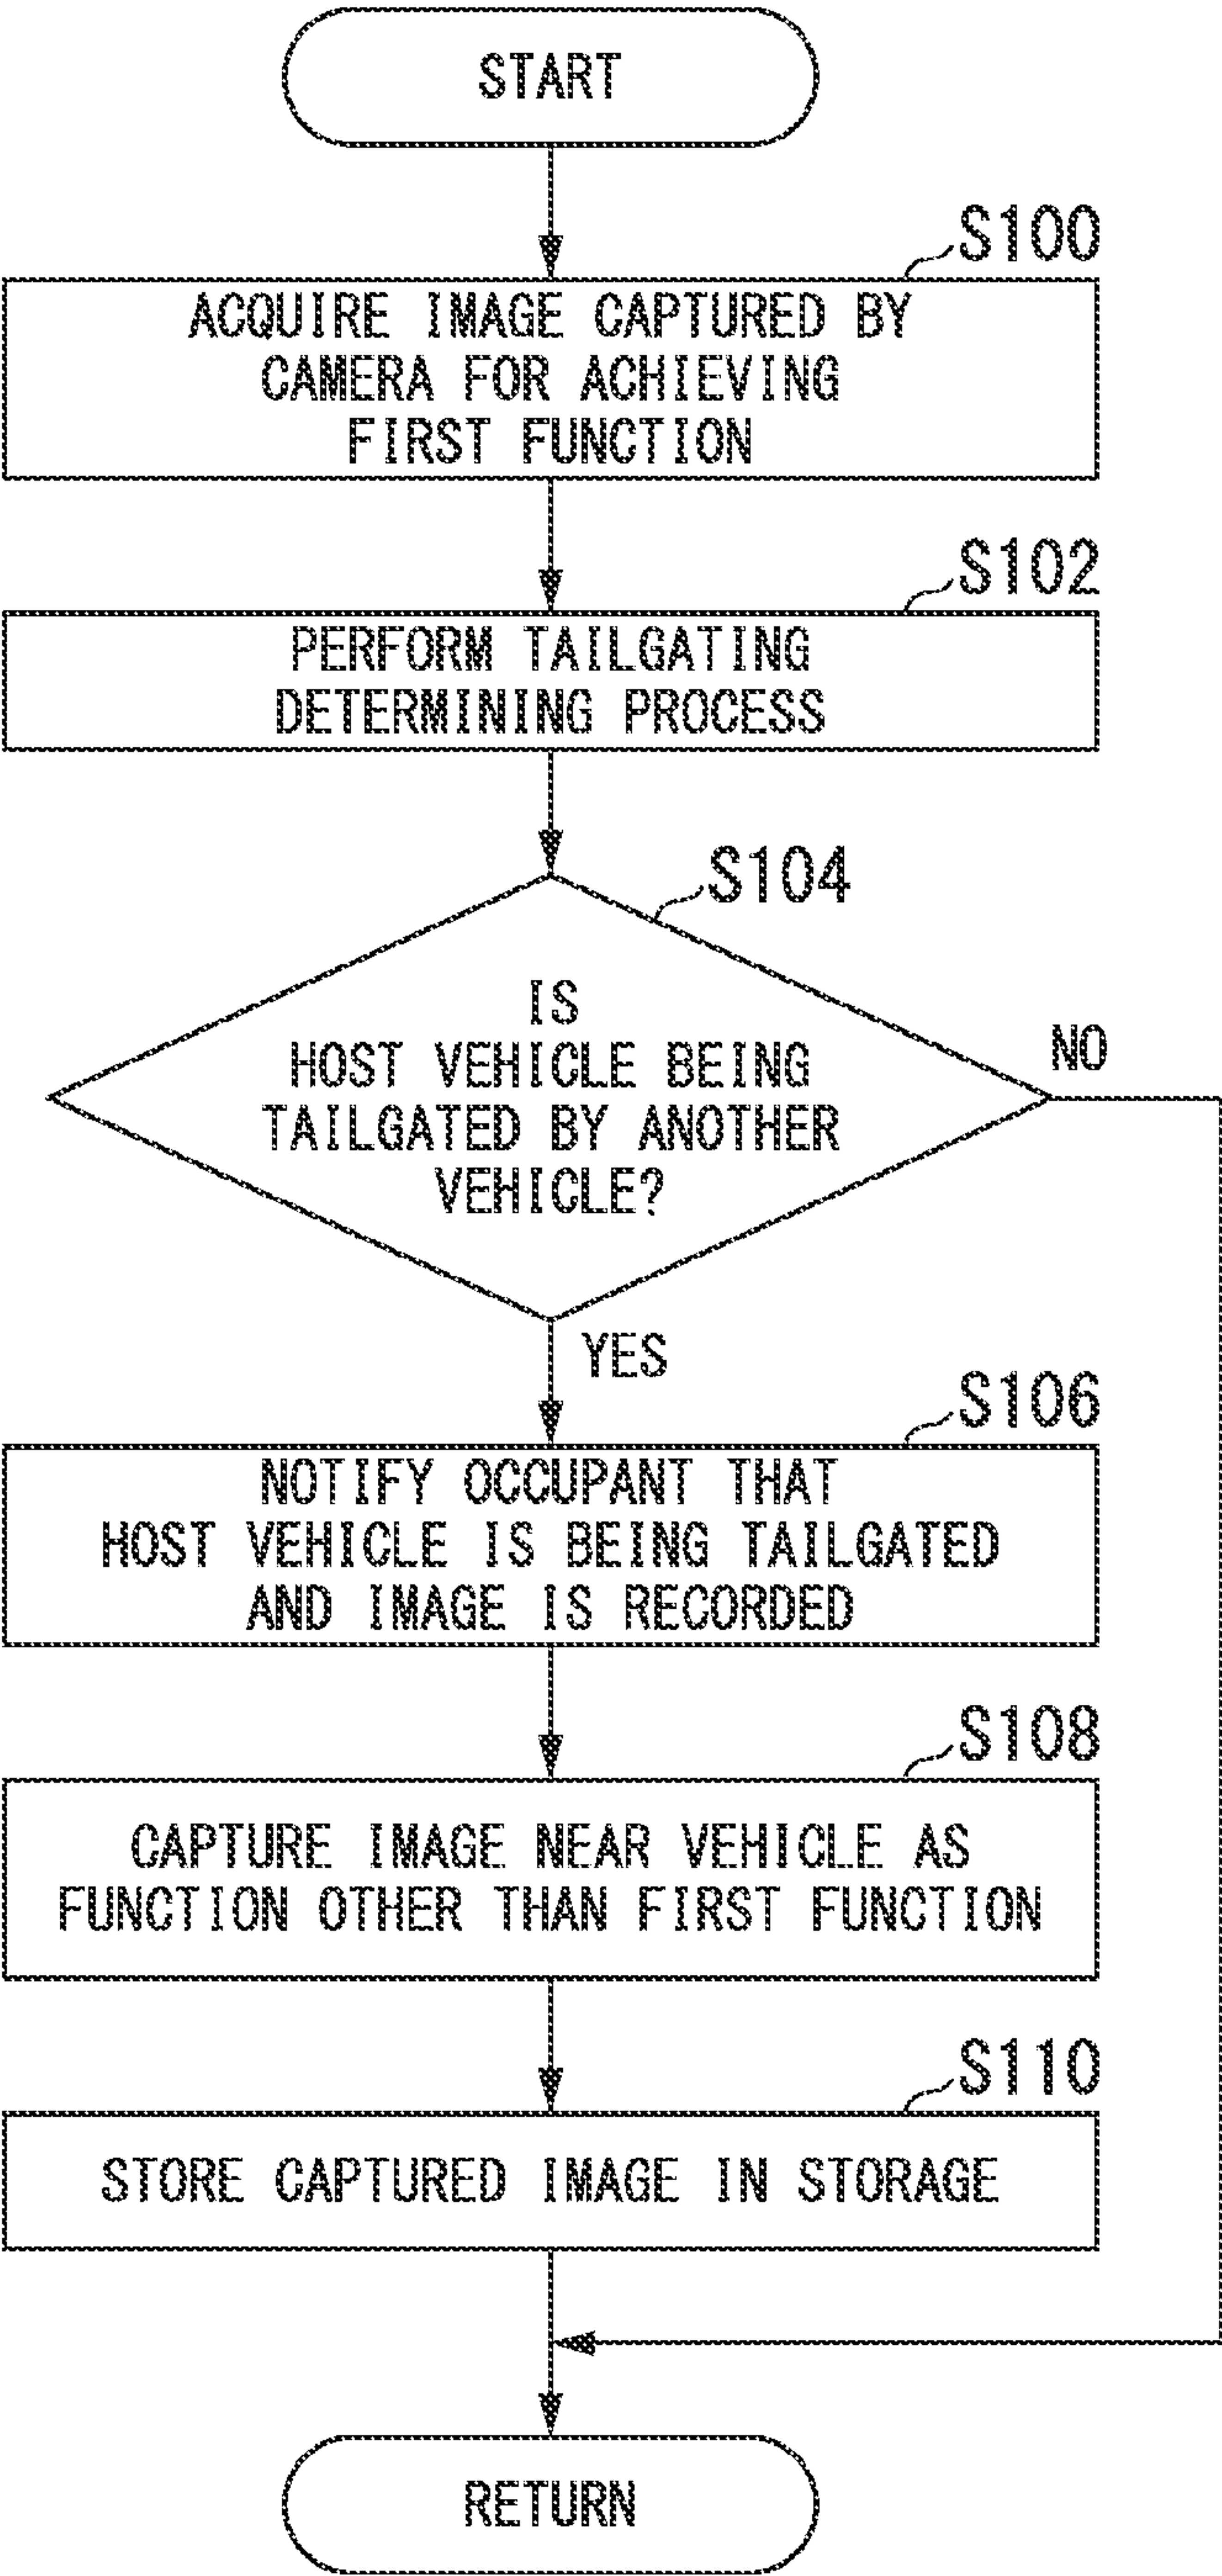 START
S100
ACQUIRE IMAGE CAPTURED BY
CAMERA FOR ACHIEVING
FIRST FUNCTION
S102
PERFORM TAILGATING
DETERMINING PROCESS
S104
IS
HOST VEHICLE BEING
TAILGATED BY ANOTHER
VEHICLE?
NO
YES
S106
NOTIFY OCCUPANT THAT
HOST VEHICLE IS BEING TAILGATED
AND IMAGE IS RECORDED
S108
CAPTURE IMAGE NEAR VEHICLE AS
FUNCTION OTHER THAN FIRST FUNCTION
S110
STORE CAPTURED IMAGE IN STORAGE
RETURN